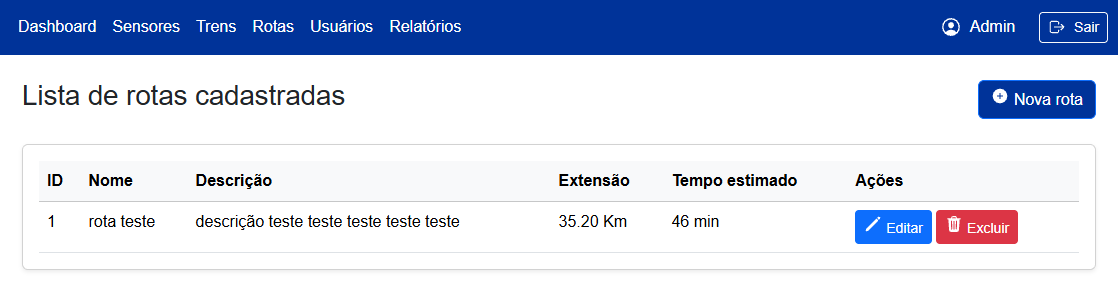 Dashboard Sensores Trens Rotas Usuários Relatórios Admin Sair
Lista de rotas cadastradas Nova rota
ID Nome Descrição Extensão Tempo estimado Ações
1 rota teste descrição teste teste teste teste teste 35.20 Km 46 min Editar Excluir